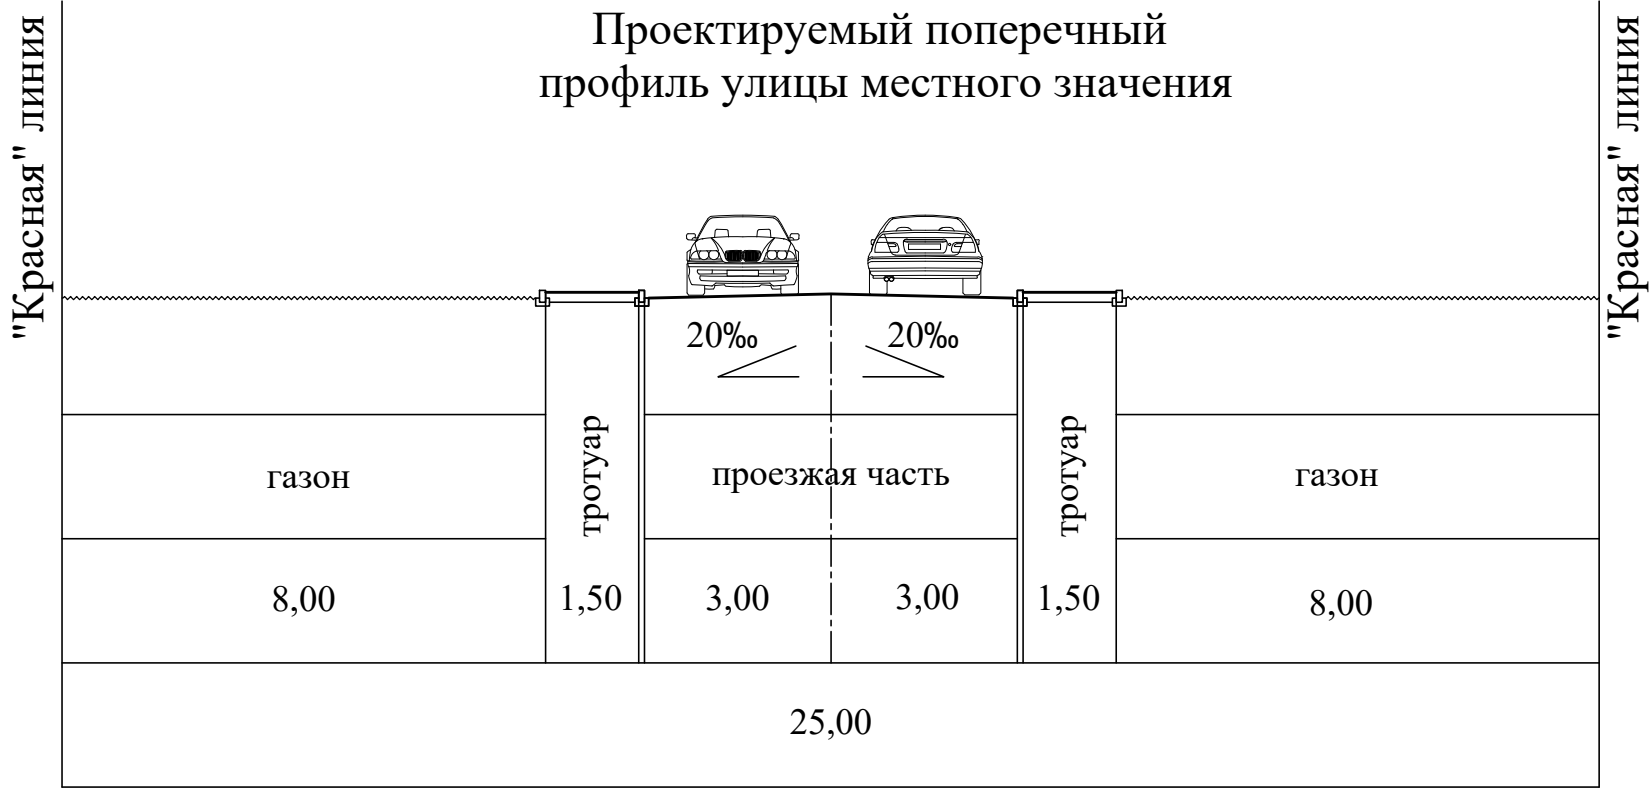 Проектируемый поперечный
профиль улицы местного значения
"Красная" линия
"Красная" линия
20‰
20‰
газон
тротуар
проезжая часть
тротуар
газон
8,00
1,50
3,00
3,00
1,50
8,00
25,00